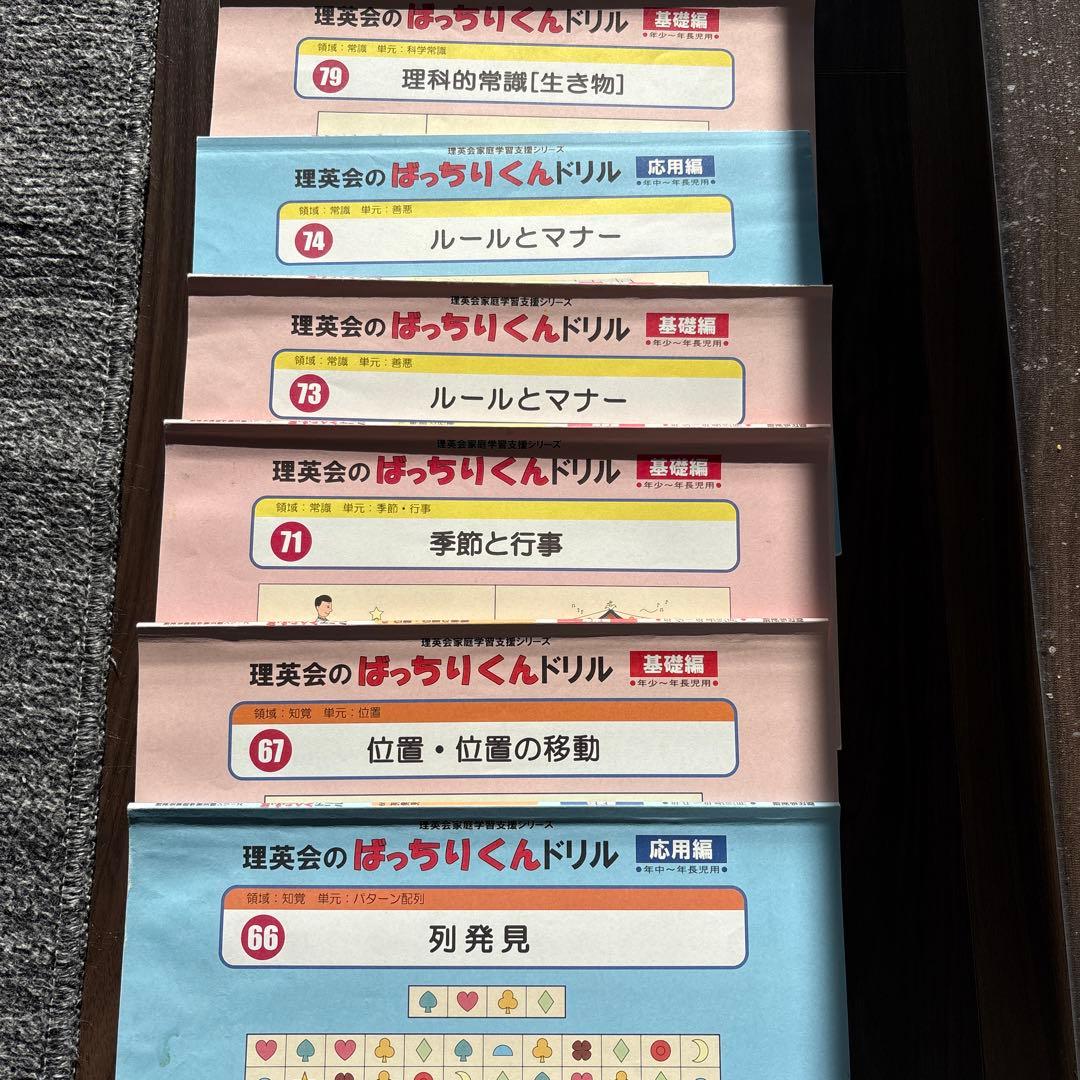 理英会の ばっちりくんドリル 基礎編
●年少～年長児用●
領域：常識 単元：科学常識
79 理科的常識[生き物]
理英会家庭学習支援シリーズ
理英会の ばっちりくんドリル 応用編
●年中～年長児用●
領域：常識 単元：善悪
74 ルールとマナー
理英会家庭学習支援シリーズ
理英会の ばっちりくんドリル 基礎編
●年少～年長児用●
領域：常識 単元：善悪
73 ルールとマナー
理英会家庭学習支援シリーズ
理英会の ばっちりくんドリル 基礎編
●年少～年長児用●
領域：常識 単元：季節・行事
71 季節と行事
理英会家庭学習支援シリーズ
理英会の ばっちりくんドリル 基礎編
●年少～年長児用●
領域：知覚 単元：位置
67 位置・位置の移動
理英会家庭学習支援シリーズ
理英会の ばっちりくんドリル 応用編
●年中～年長児用●
領域：知覚 単元：パターン配列
66 列発見